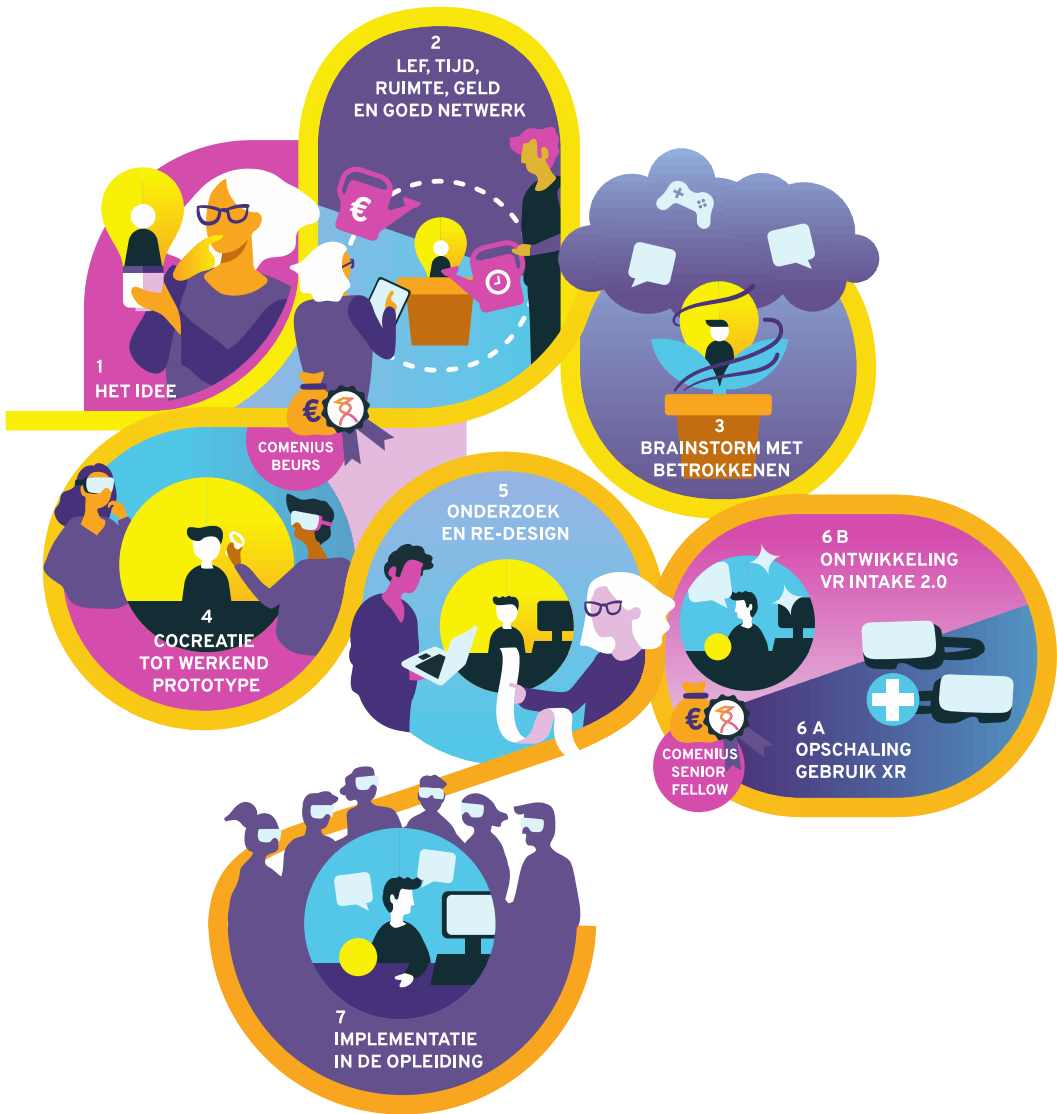 1
HET IDEE
2
LEF, TIJD,
RUIMTE, GELD
EN GOED NETWERK
€
€
COMENIUS
BEURS
3
BRAINSTORM MET
BETROKKENEN
4
COCREATIE
TOT WERKEND
PROTOTYPE
5
ONDERZOEK
EN RE-DESIGN
6 B
ONTWIKKELING
VR INTAKE 2.0
€
COMENIUS
SENIOR
FELLOW
6 A
OPSCHALING
GEBRUIK XR
7
IMPLEMENTATIE
IN DE OPLEIDING